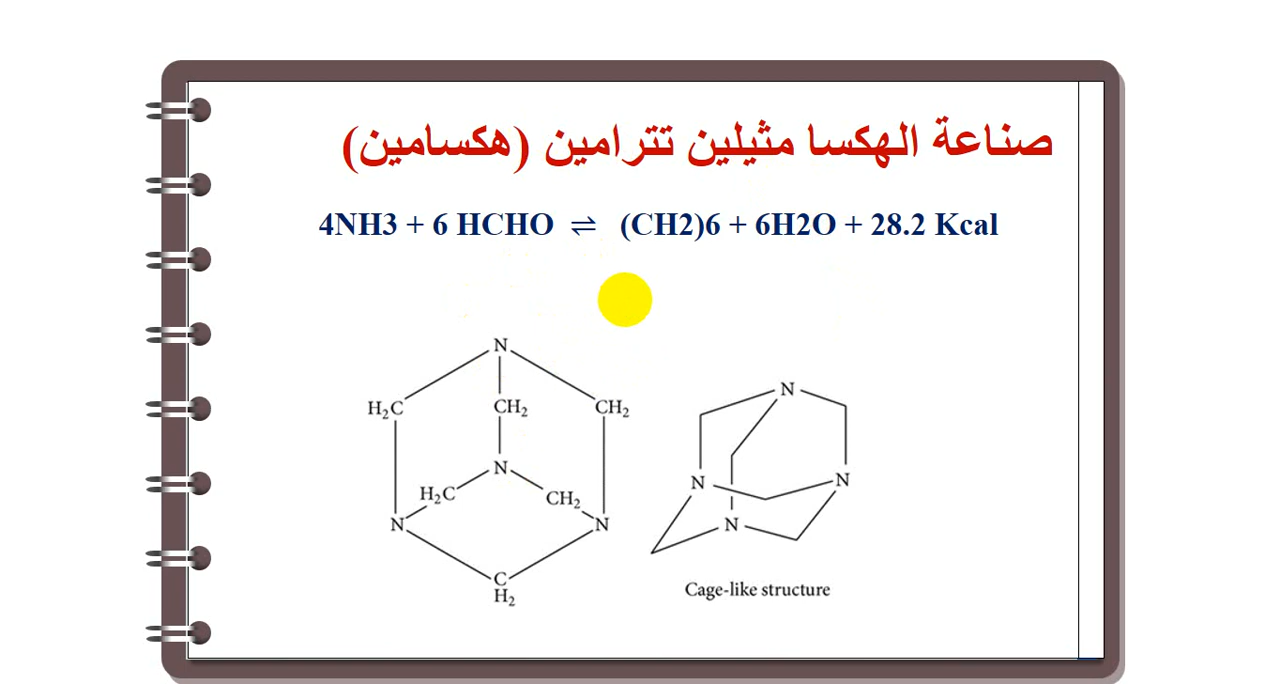 صناعة الهكسا مثيلين تترامين (هكسامين)
4NH3 + 6 HCHO ⇌ (CH2)6 + 6H2O + 28.2 Kcal
N
H₂C CH₂ CH₂
N
H₂C CH₂
N N
C
H₂
N
N N
N
Cage-like structure